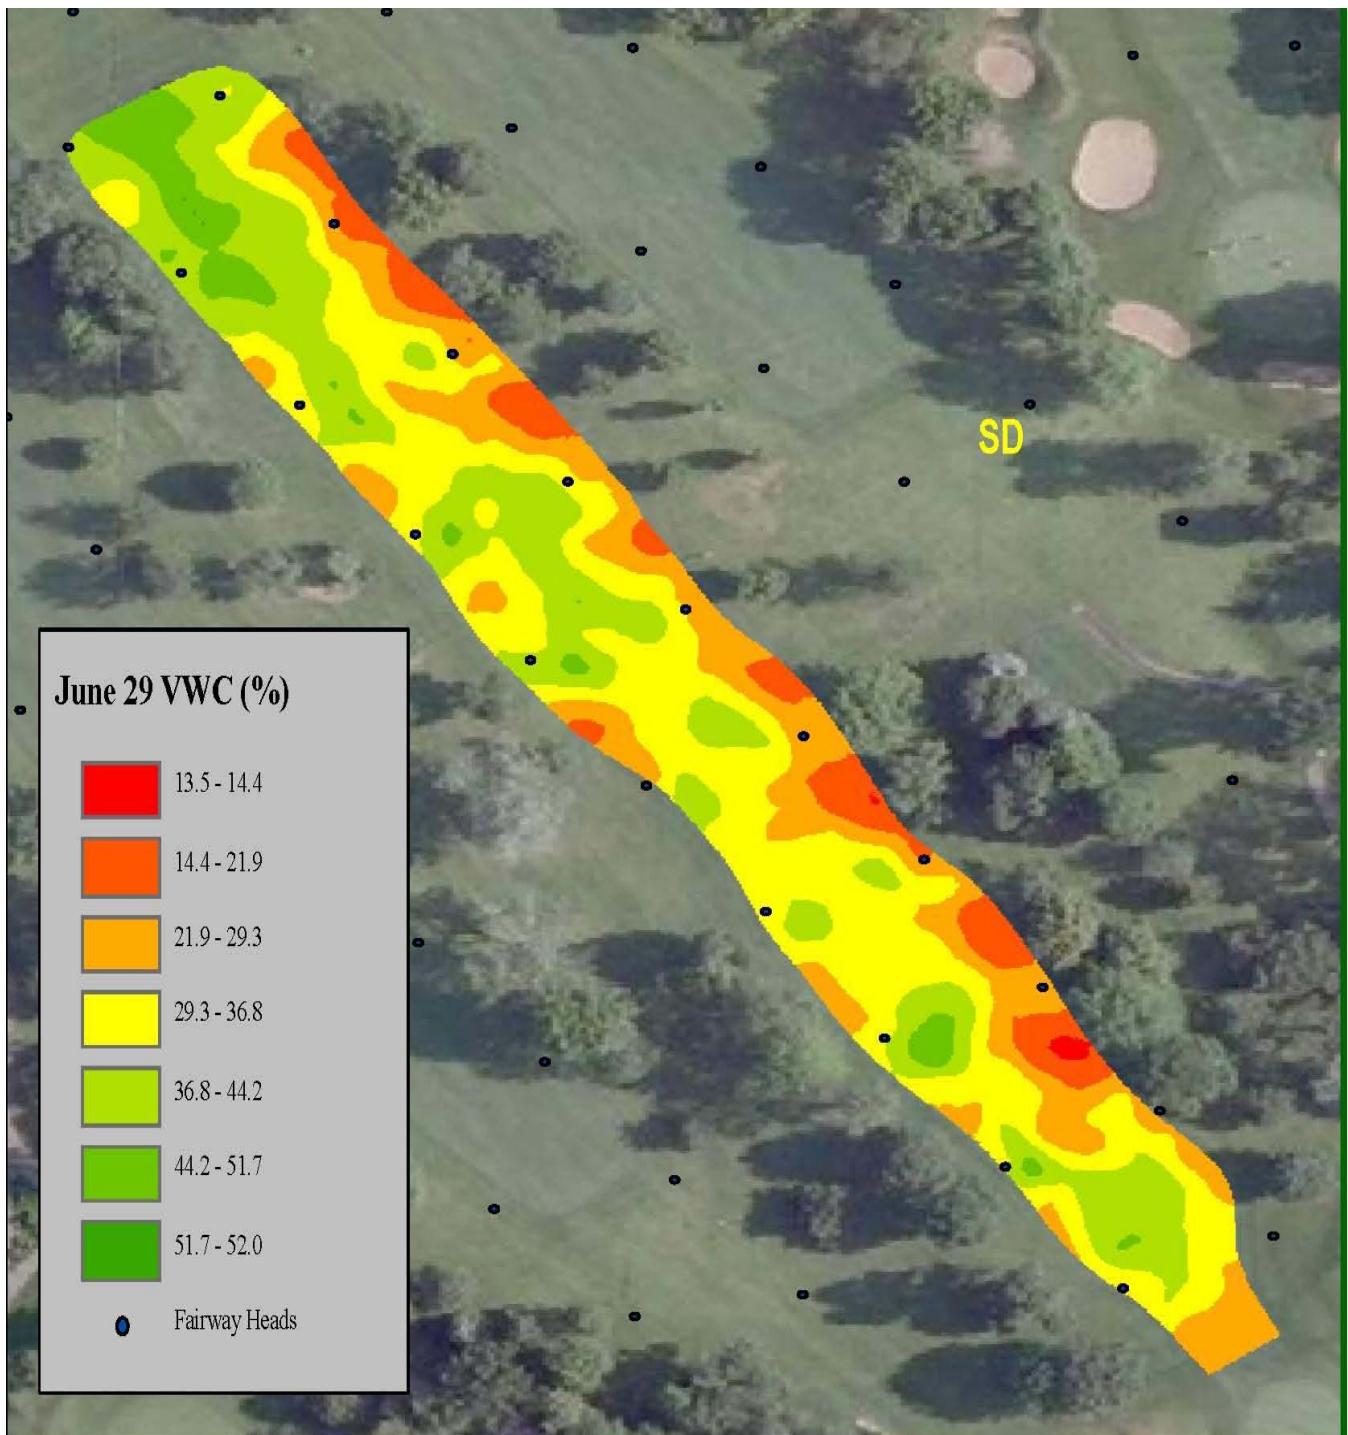 SD
June 29 VWC (%)
13.5 - 14.4
14.4 - 21.9
21.9 - 29.3
29.3 - 36.8
36.8 - 44.2
44.2 - 51.7
51.7 - 52.0
Fairway Heads